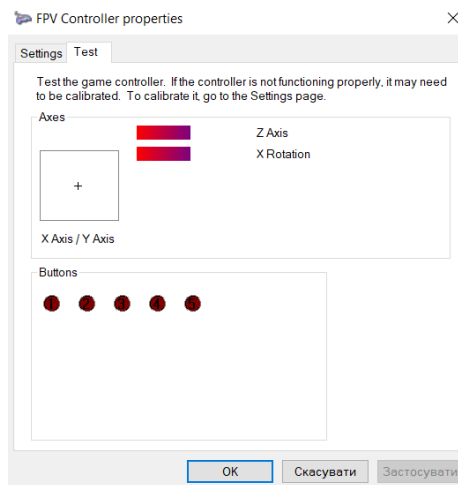 FPV Controller properties
Settings
Test
Test the game controller. If the controller is not functioning properly, it may need
to be calibrated. To calibrate it, go to the Settings page.
Axes
Z Axis
X Rotation
X Axis / Y Axis
Buttons
1 2 3 4 5
OK
Скасувати
Застосувати